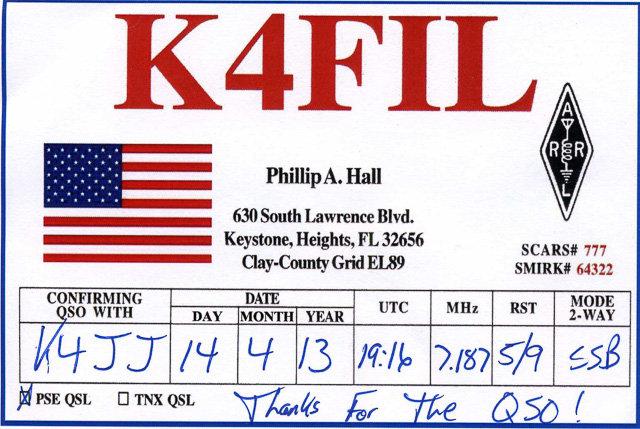 K4FIL
Phillip A. Hall
630 South Lawrence Blvd.
Keystone, Heights, FL 32656
Clay-County Grid EL89
A
R R
L
SCARS# 777
SMIRK# 64322
CONFIRMING QSO WITH DATE UTC MHz RST MODE 2-WAY
DAY MONTH YEAR
K4JJ 14 4 13 19:16 7.187 5/9 SSB
☒ PSE QSL ☐ TNX QSL Thanks For The QSO!